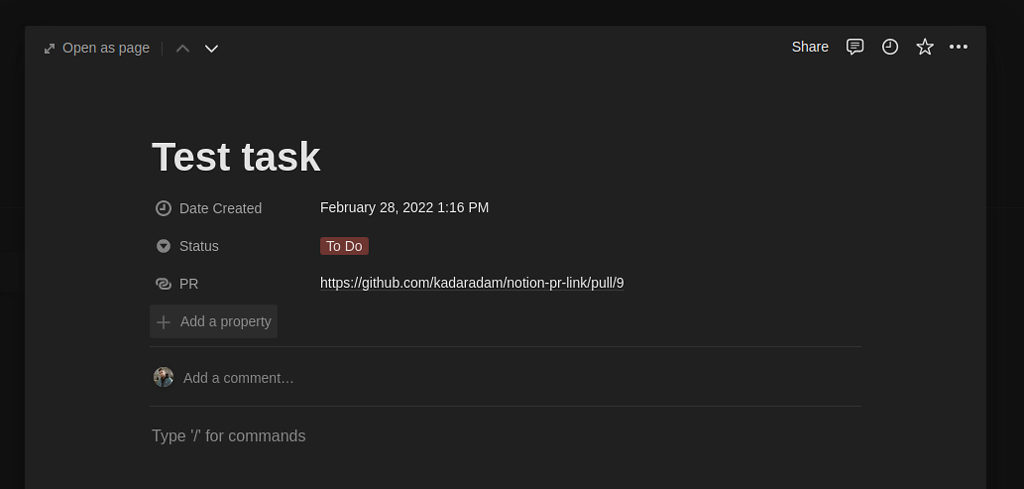 Open as page
Share
Test task
Date Created February 28, 2022 1:16 PM
Status To Do
PR https://github.com/kadaradam/notion-pr-link/pull/9
Add a property
Add a comment…
Type '/' for commands